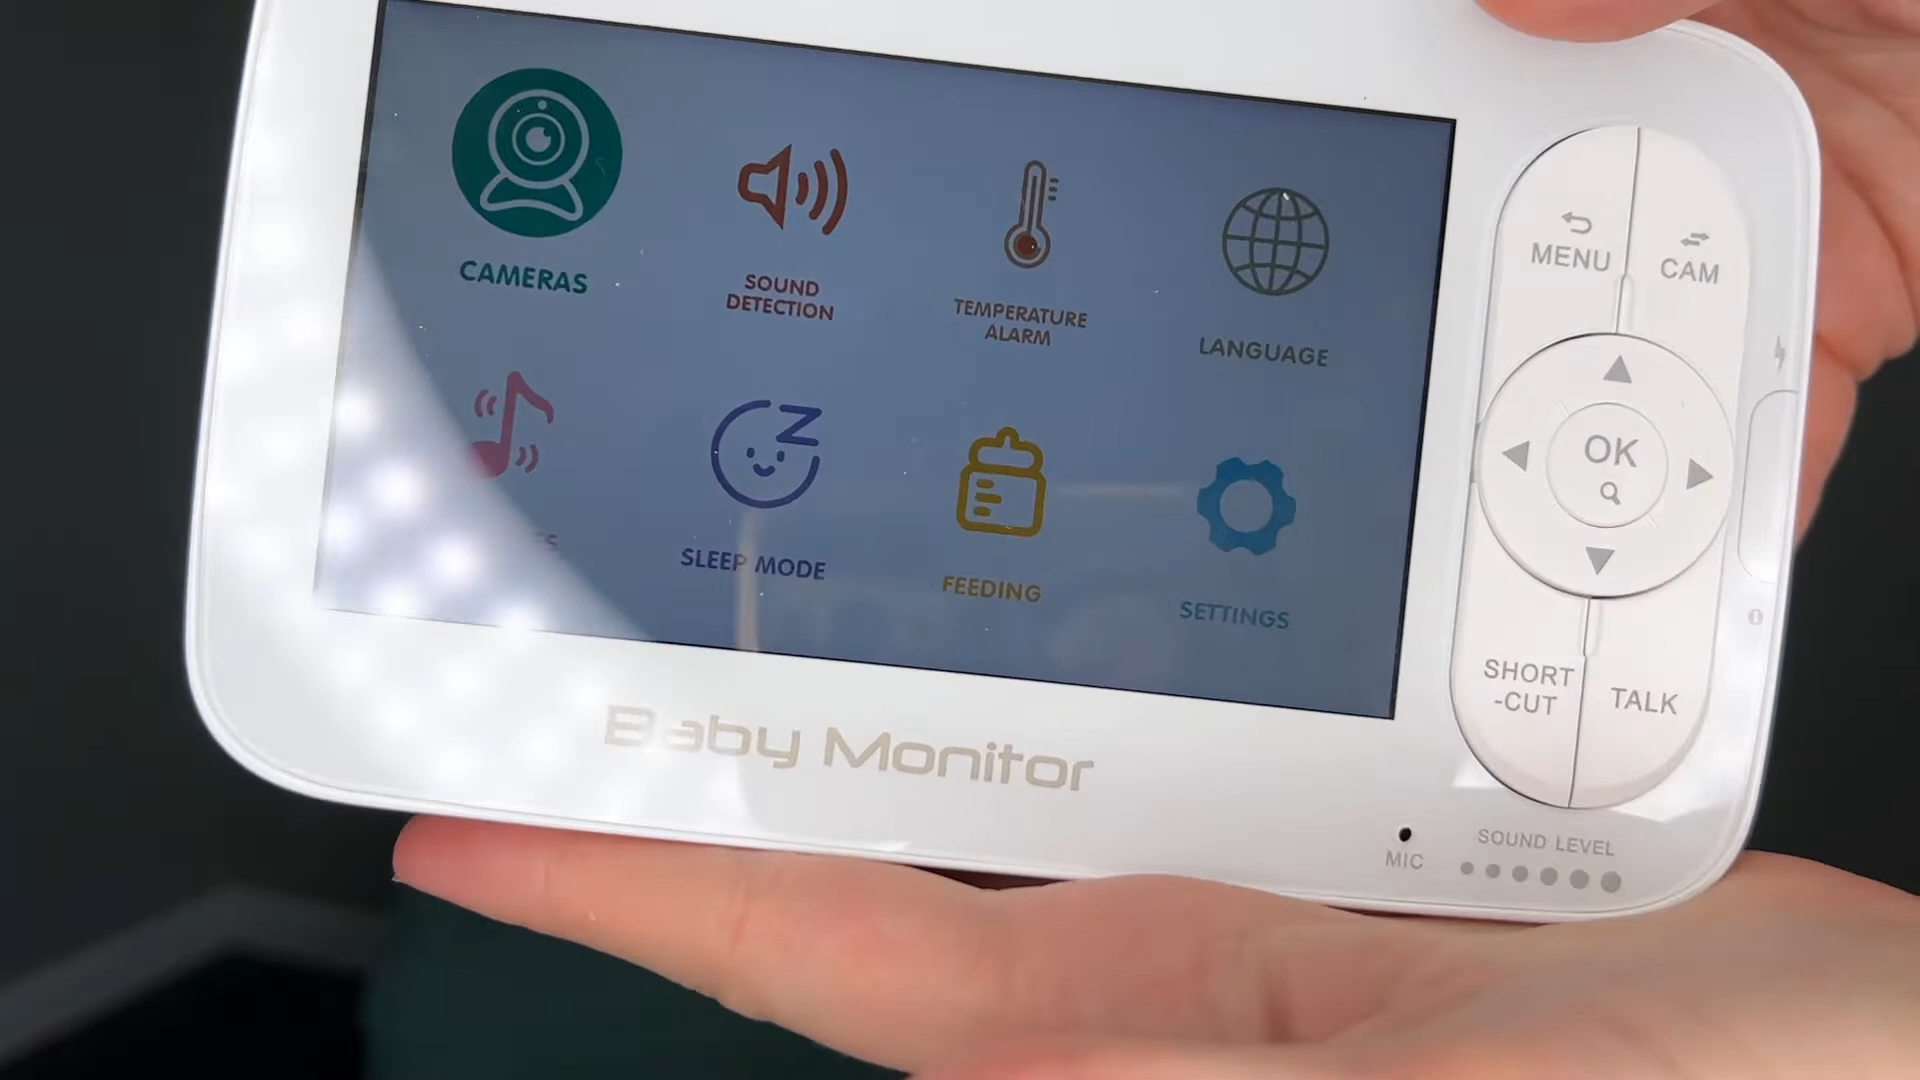 CAMERAS
SOUND
DETECTION
TEMPERATURE
ALARM
LANGUAGE
SLEEP MODE
FEEDING
SETTINGS
MENU
CAM
OK
SHORT
-CUT
TALK
Baby Monitor
MIC
SOUND LEVEL